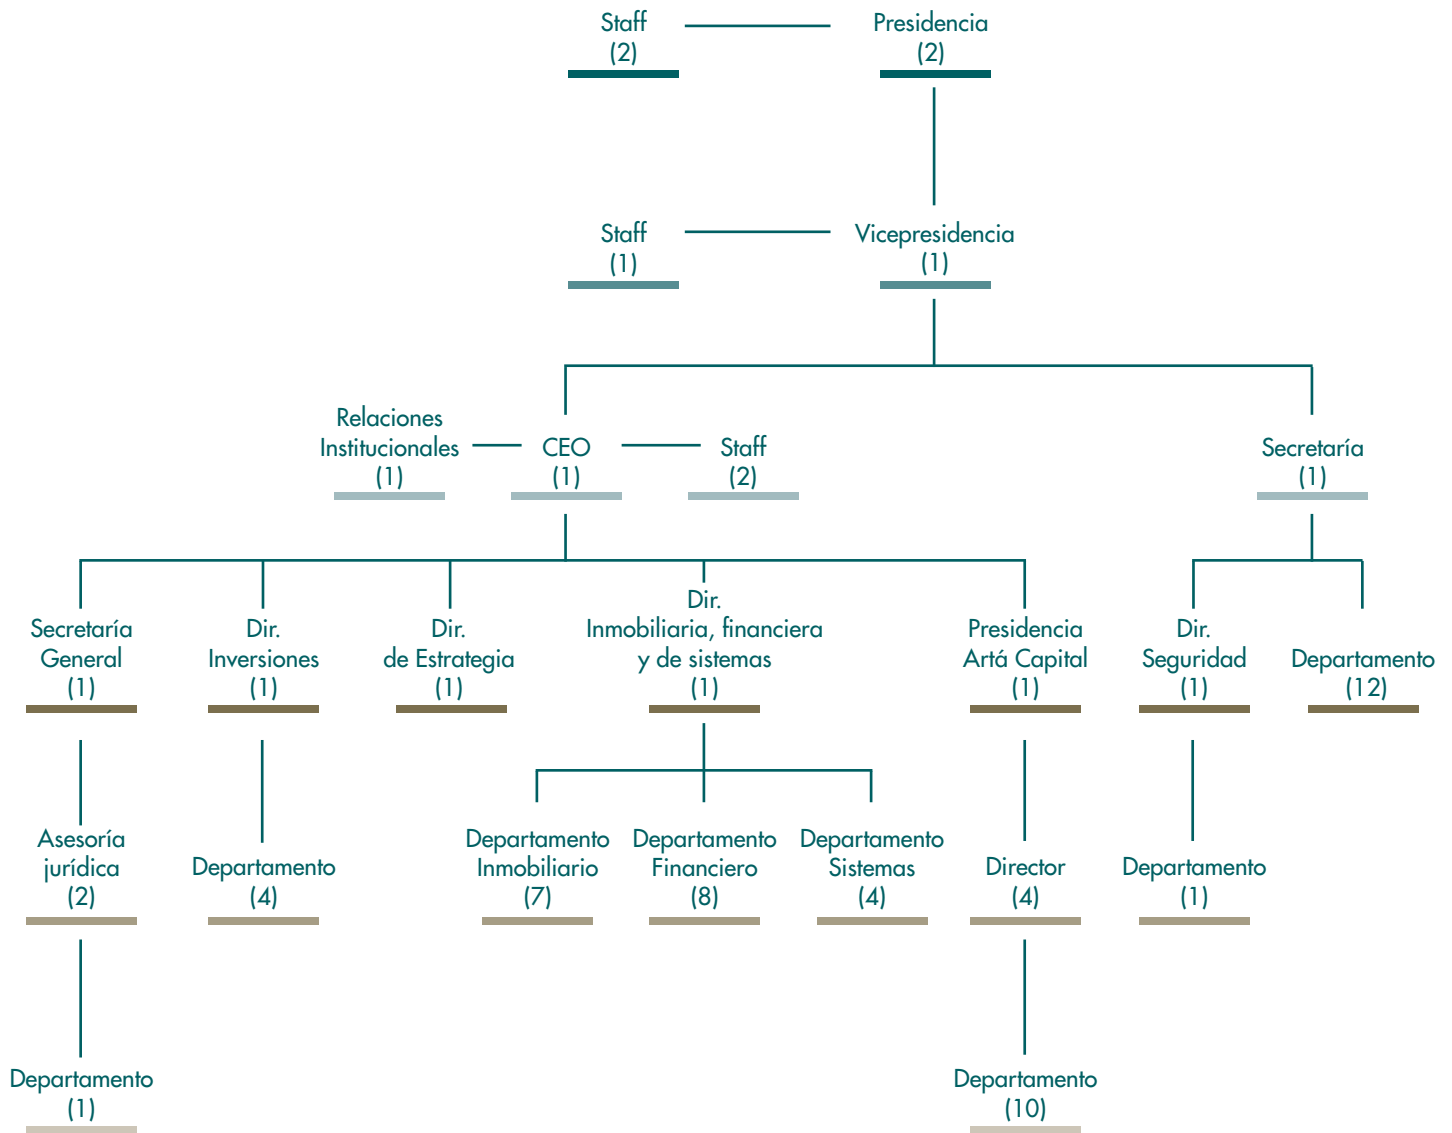 Staff
(2)
Presidencia
(2)
Staff
(1)
Vicepresidencia
(1)
Relaciones
Institucionales
(1)
CEO
(1)
Staff
(2)
Secretaría
(1)
Secretaría
General
(1)
Dir.
Inversiones
(1)
Dir.
de Estrategia
(1)
Dir.
Inmobiliaria, financiera
y de sistemas
(1)
Presidencia
Artá Capital
(1)
Dir.
Seguridad
(1)
Departamento
(12)
Asesoría
jurídica
(2)
Departamento
(4)
Departamento
Inmobiliario
(7)
Departamento
Financiero
(8)
Departamento
Sistemas
(4)
Director
(4)
Departamento
(1)
Departamento
(1)
Departamento
(10)